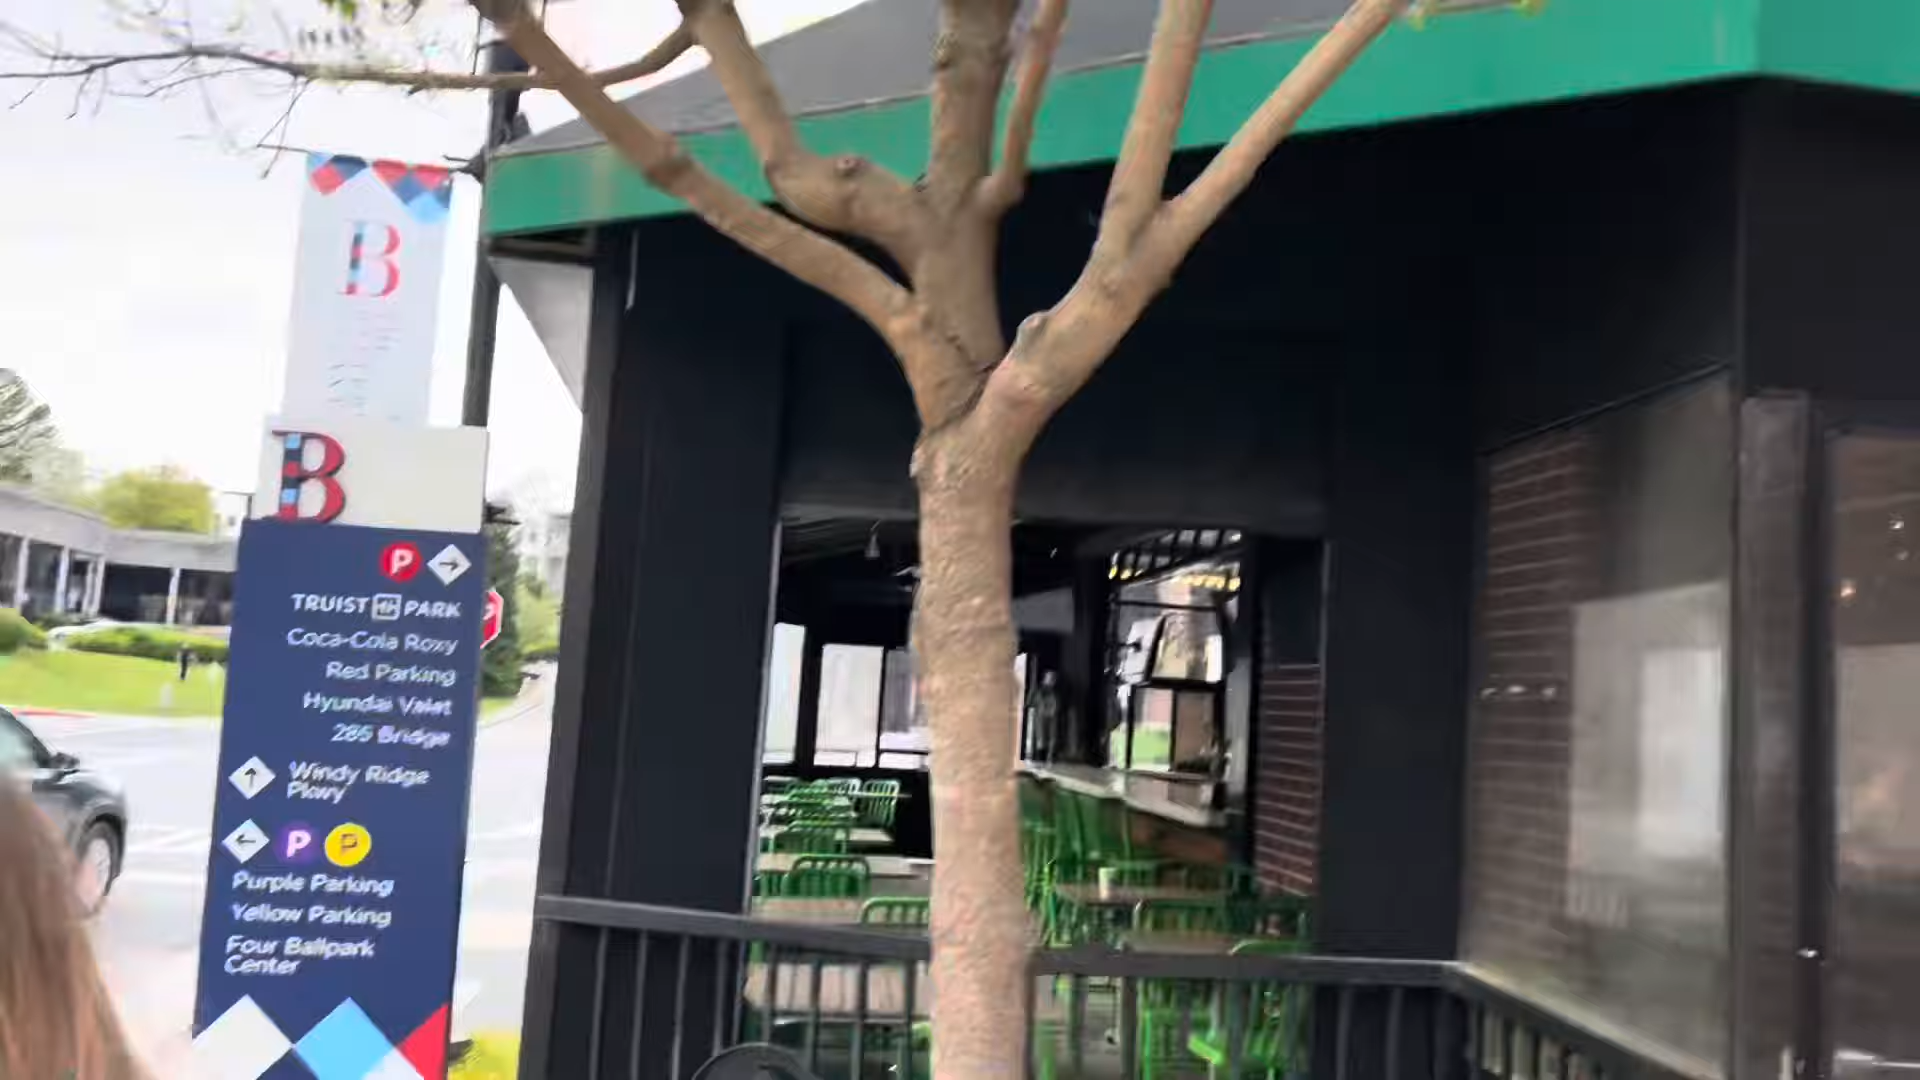 B
B
P →
TRUIST PARK
Coca-Cola Roxy
Red Parking
Hyundai Valet
285 Bridge
↑ Windy Ridge
Pkwy
← P P
Purple Parking
Yellow Parking
Four Ballpark
Center